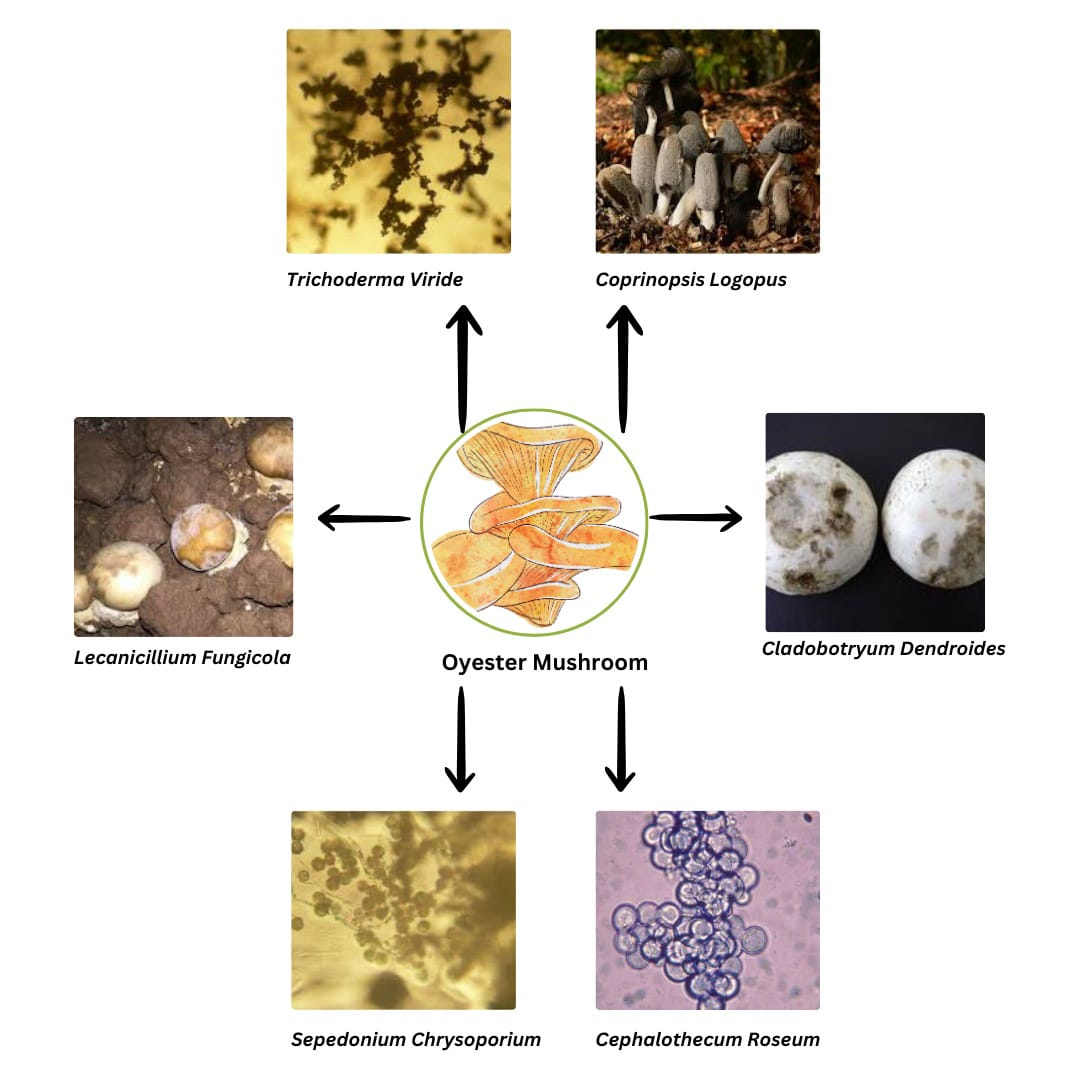 Trichoderma Viride
Coprinopsis Logopus
Lecanicillium Fungicola
Oyester Mushroom
Cladobotryum Dendroides
Sepedonium Chrysoporium
Cephalothecum Roseum